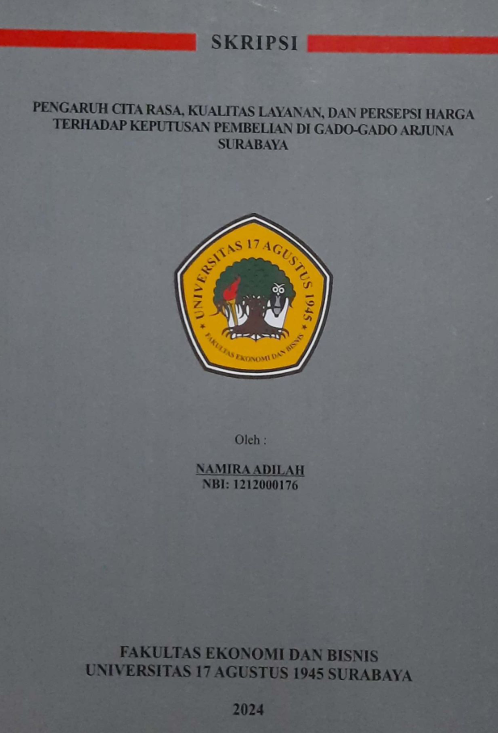 SKRIPSI
PENGARUH CITA RASA, KUALITAS LAYANAN, DAN PERSEPSI HARGA
TERHADAP KEPUTUSAN PEMBELIAN DI GADO-GADO ARJUNA
SURABAYA
UNIVERSITAS 17 AGUSTUS 1945
FAKULTAS EKONOMI DAN BISNIS
Oleh :
NAMIRA ADILAH
NBI: 1212000176
FAKULTAS EKONOMI DAN BISNIS
UNIVERSITAS 17 AGUSTUS 1945 SURABAYA
2024